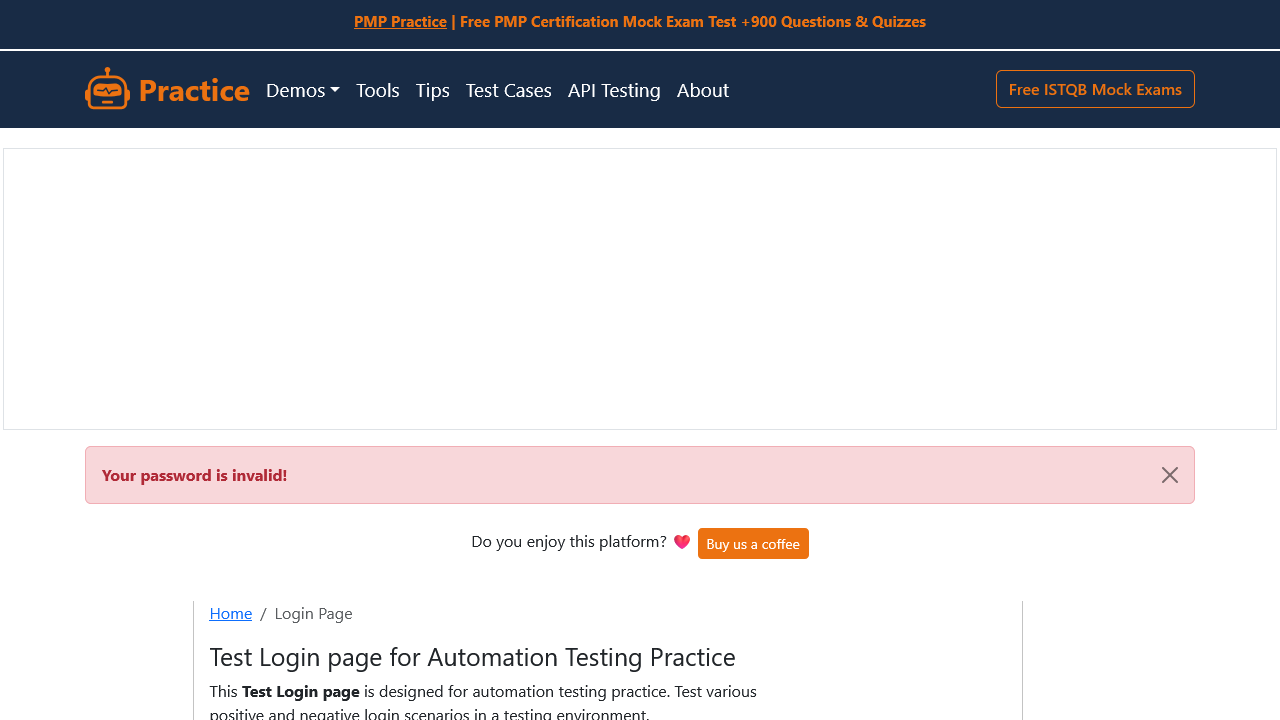 PMP Practice | Free PMP Certification Mock Exam Test +900 Questions & Quizzes
Practice
Demos Tools Tips Test Cases API Testing About
Free ISTQB Mock Exams
Your password is invalid!
Do you enjoy this platform? Buy us a coffee
Home / Login Page
Test Login page for Automation Testing Practice
This Test Login page is designed for automation testing practice. Test various
positive and negative login scenarios in a testing environment.